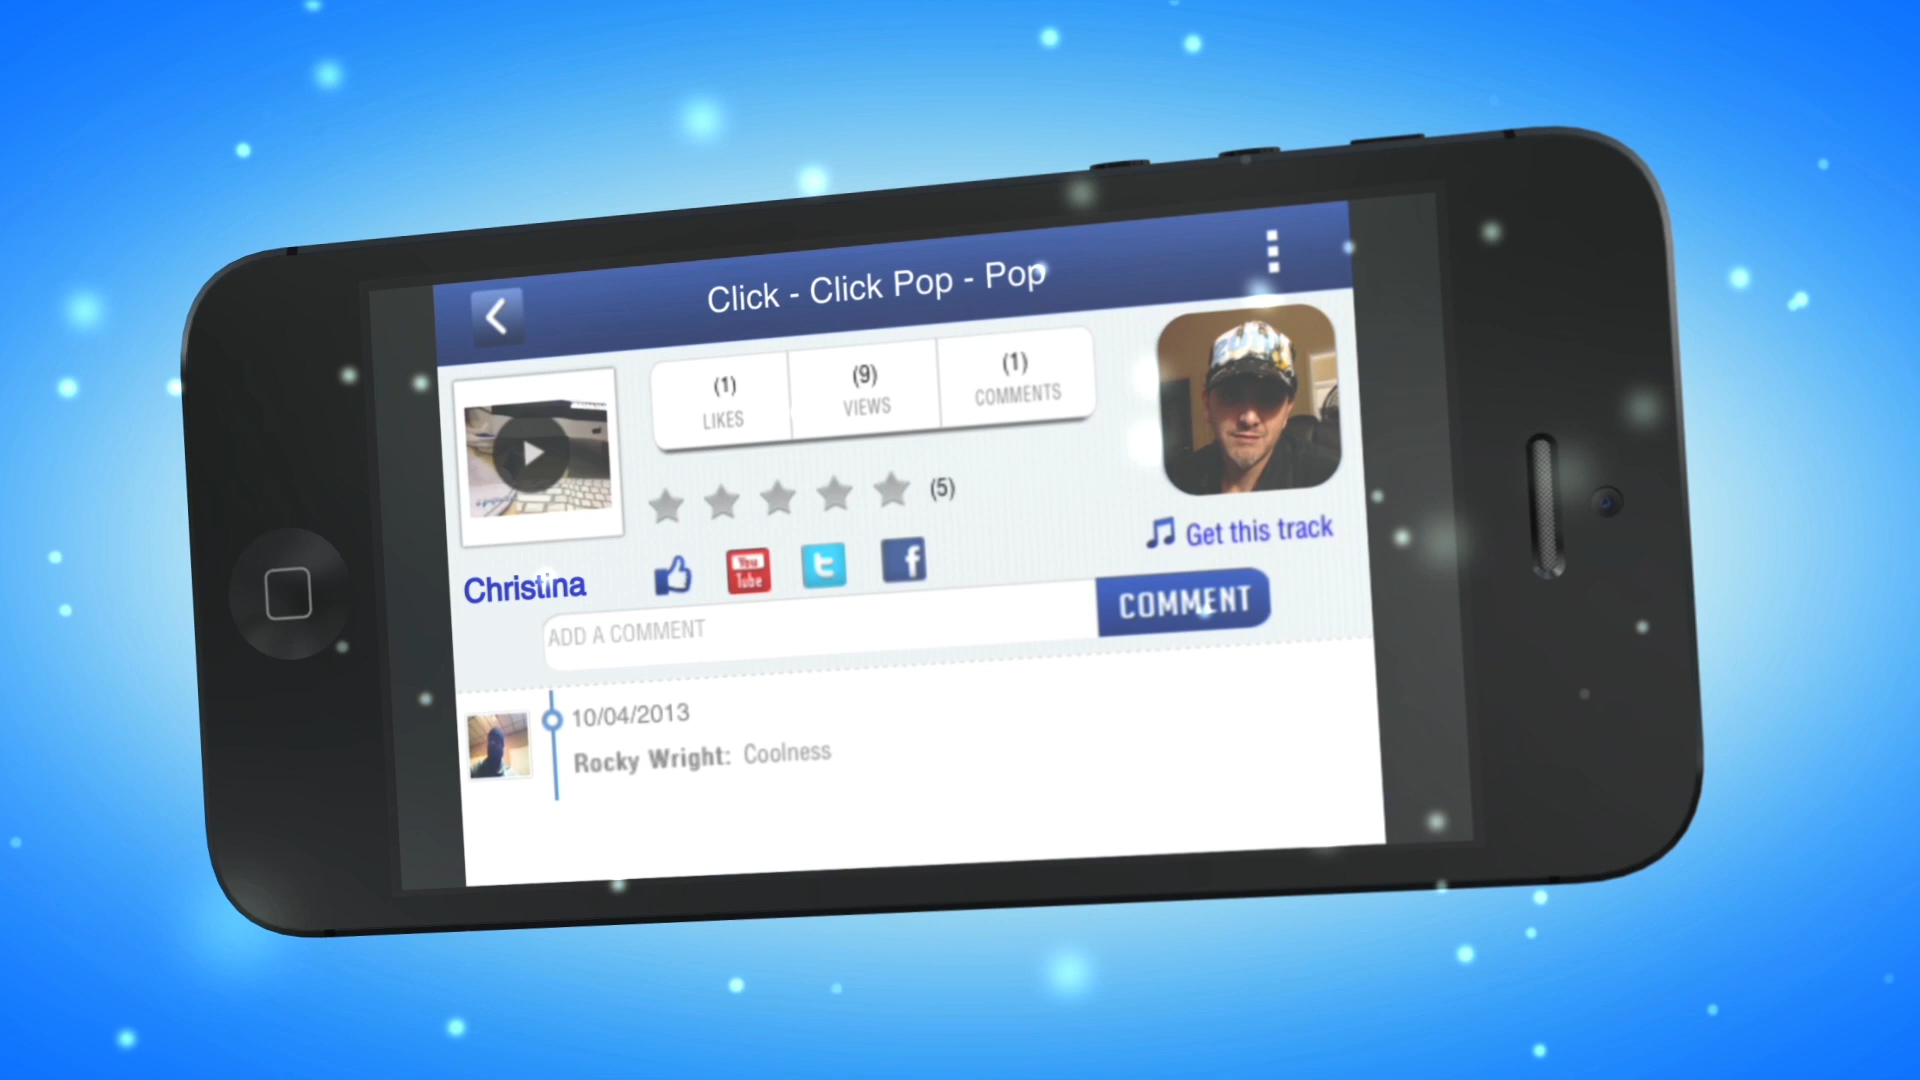 Click - Click Pop - Pop
(1)
LIKES
(9)
VIEWS
(1)
COMMENTS
(5)
Get this track
Christina
You
Tube
t
f
ADD A COMMENT
COMMENT
10/04/2013
Rocky Wright: Coolness